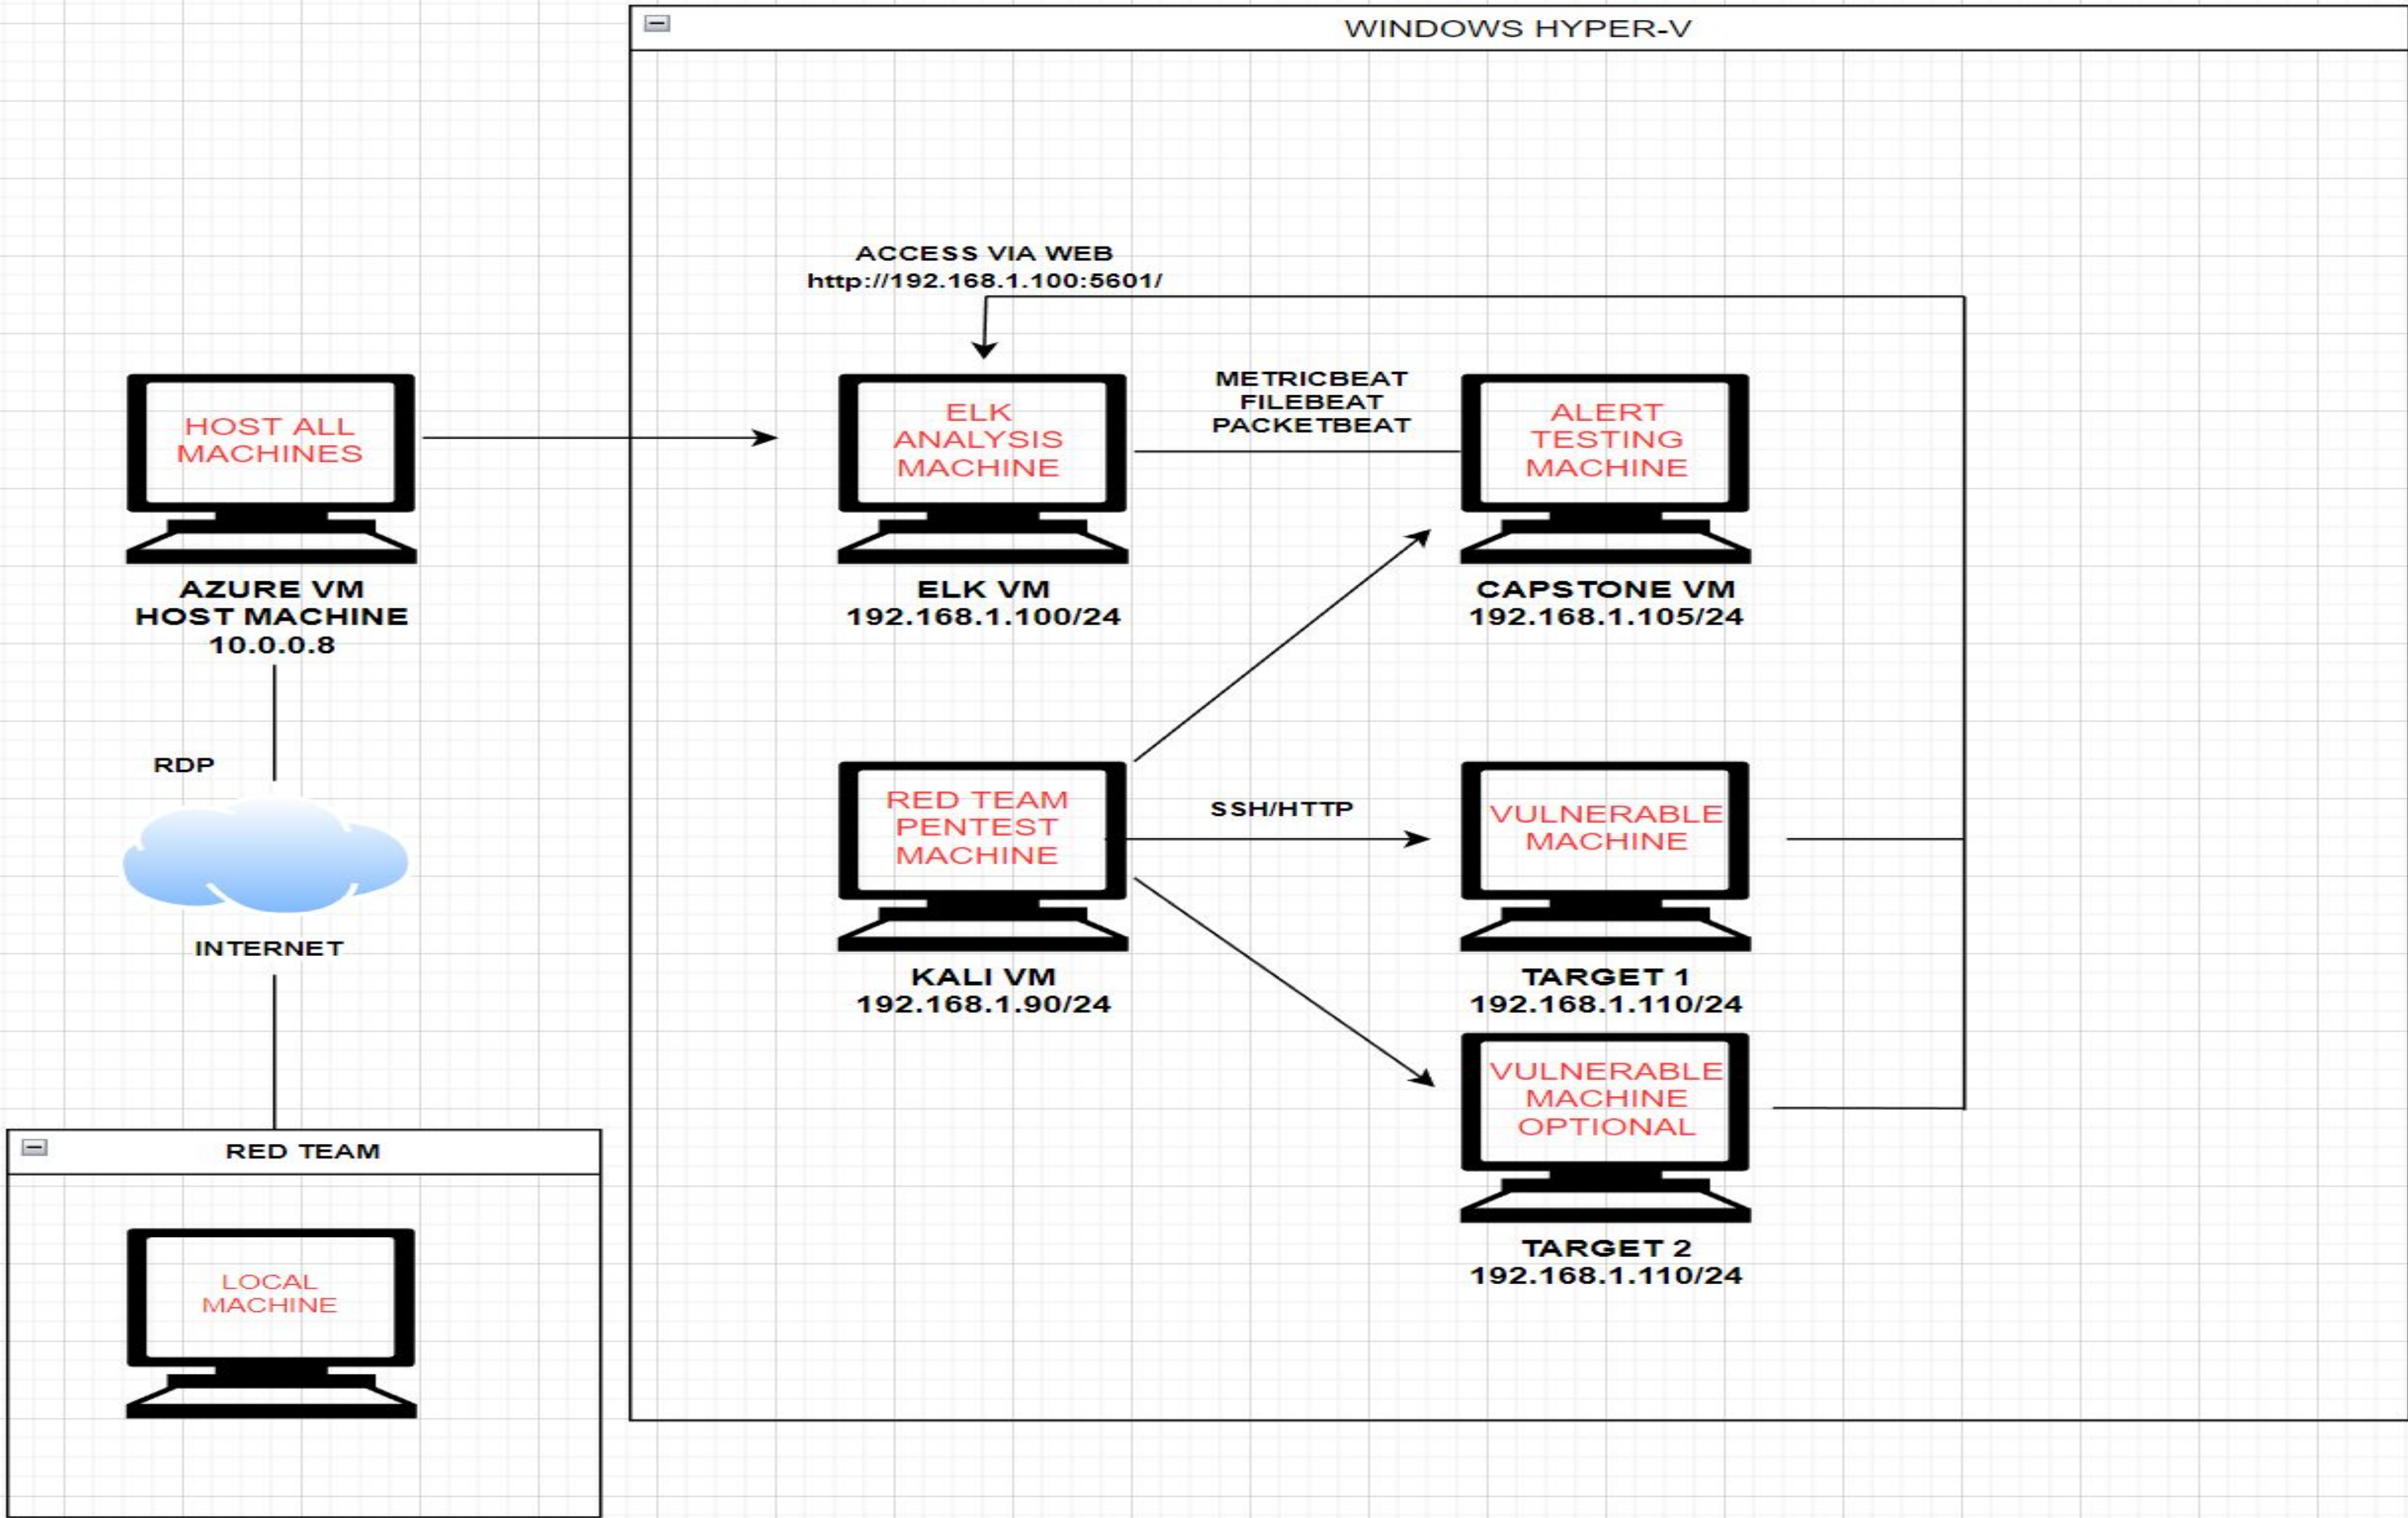 WINDOWS HYPER-V
ACCESS VIA WEB
http://192.168.1.100:5601/
HOST ALL
MACHINES
AZURE VM
HOST MACHINE
10.0.0.8
ELK
ANALYSIS
MACHINE
ELK VM
192.168.1.100/24
METRICBEAT
FILEBEAT
PACKETBEAT
ALERT
TESTING
MACHINE
CAPSTONE VM
192.168.1.105/24
RDP
INTERNET
RED TEAM
PENTEST
MACHINE
KALI VM
192.168.1.90/24
SSH/HTTP
VULNERABLE
MACHINE
TARGET 1
192.168.1.110/24
VULNERABLE
MACHINE
OPTIONAL
TARGET 2
192.168.1.110/24
RED TEAM
LOCAL
MACHINE